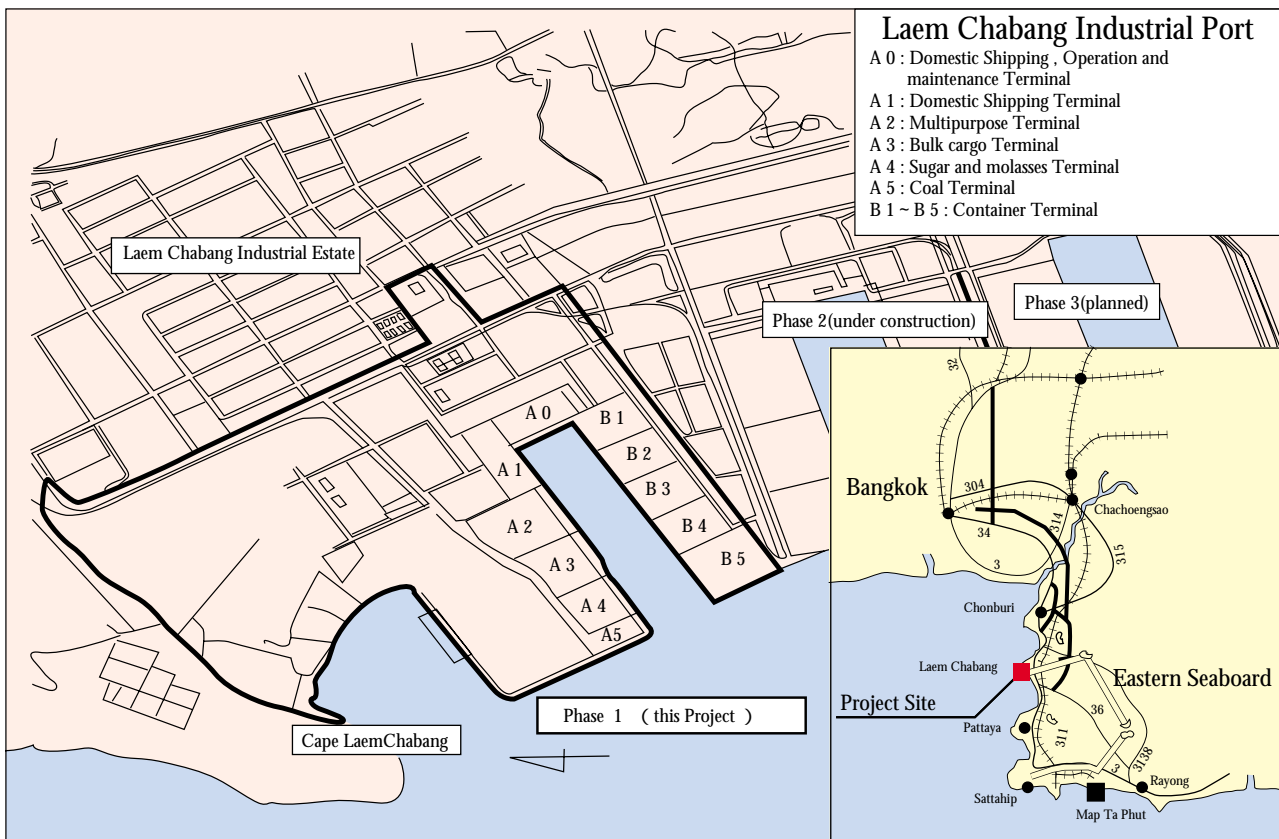 Laem Chabang Industrial Port
A 0 : Domestic Shipping , Operation and
maintenance Terminal
A 1 : Domestic Shipping Terminal
A 2 : Multipurpose Terminal
A 3 : Bulk cargo Terminal
A 4 : Sugar and molasses Terminal
A 5 : Coal Terminal
B 1 ~ B 5 : Container Terminal
Laem Chabang Industrial Estate
Phase 2(under construction)
Phase 3(planned)
A 0
B 1
A 1
B 2
B 3
A 2
B 4
A 3
B 5
A 4
A5
Phase 1 ( this Project )
Cape LaemChabang
32
Bangkok
304
Chachoengsao
314
34
315
3
Chonburi
Laem Chabang
Eastern Seaboard
Project Site
36
Pattaya
311
3
3138
Sattahip
Rayong
Map Ta Phut